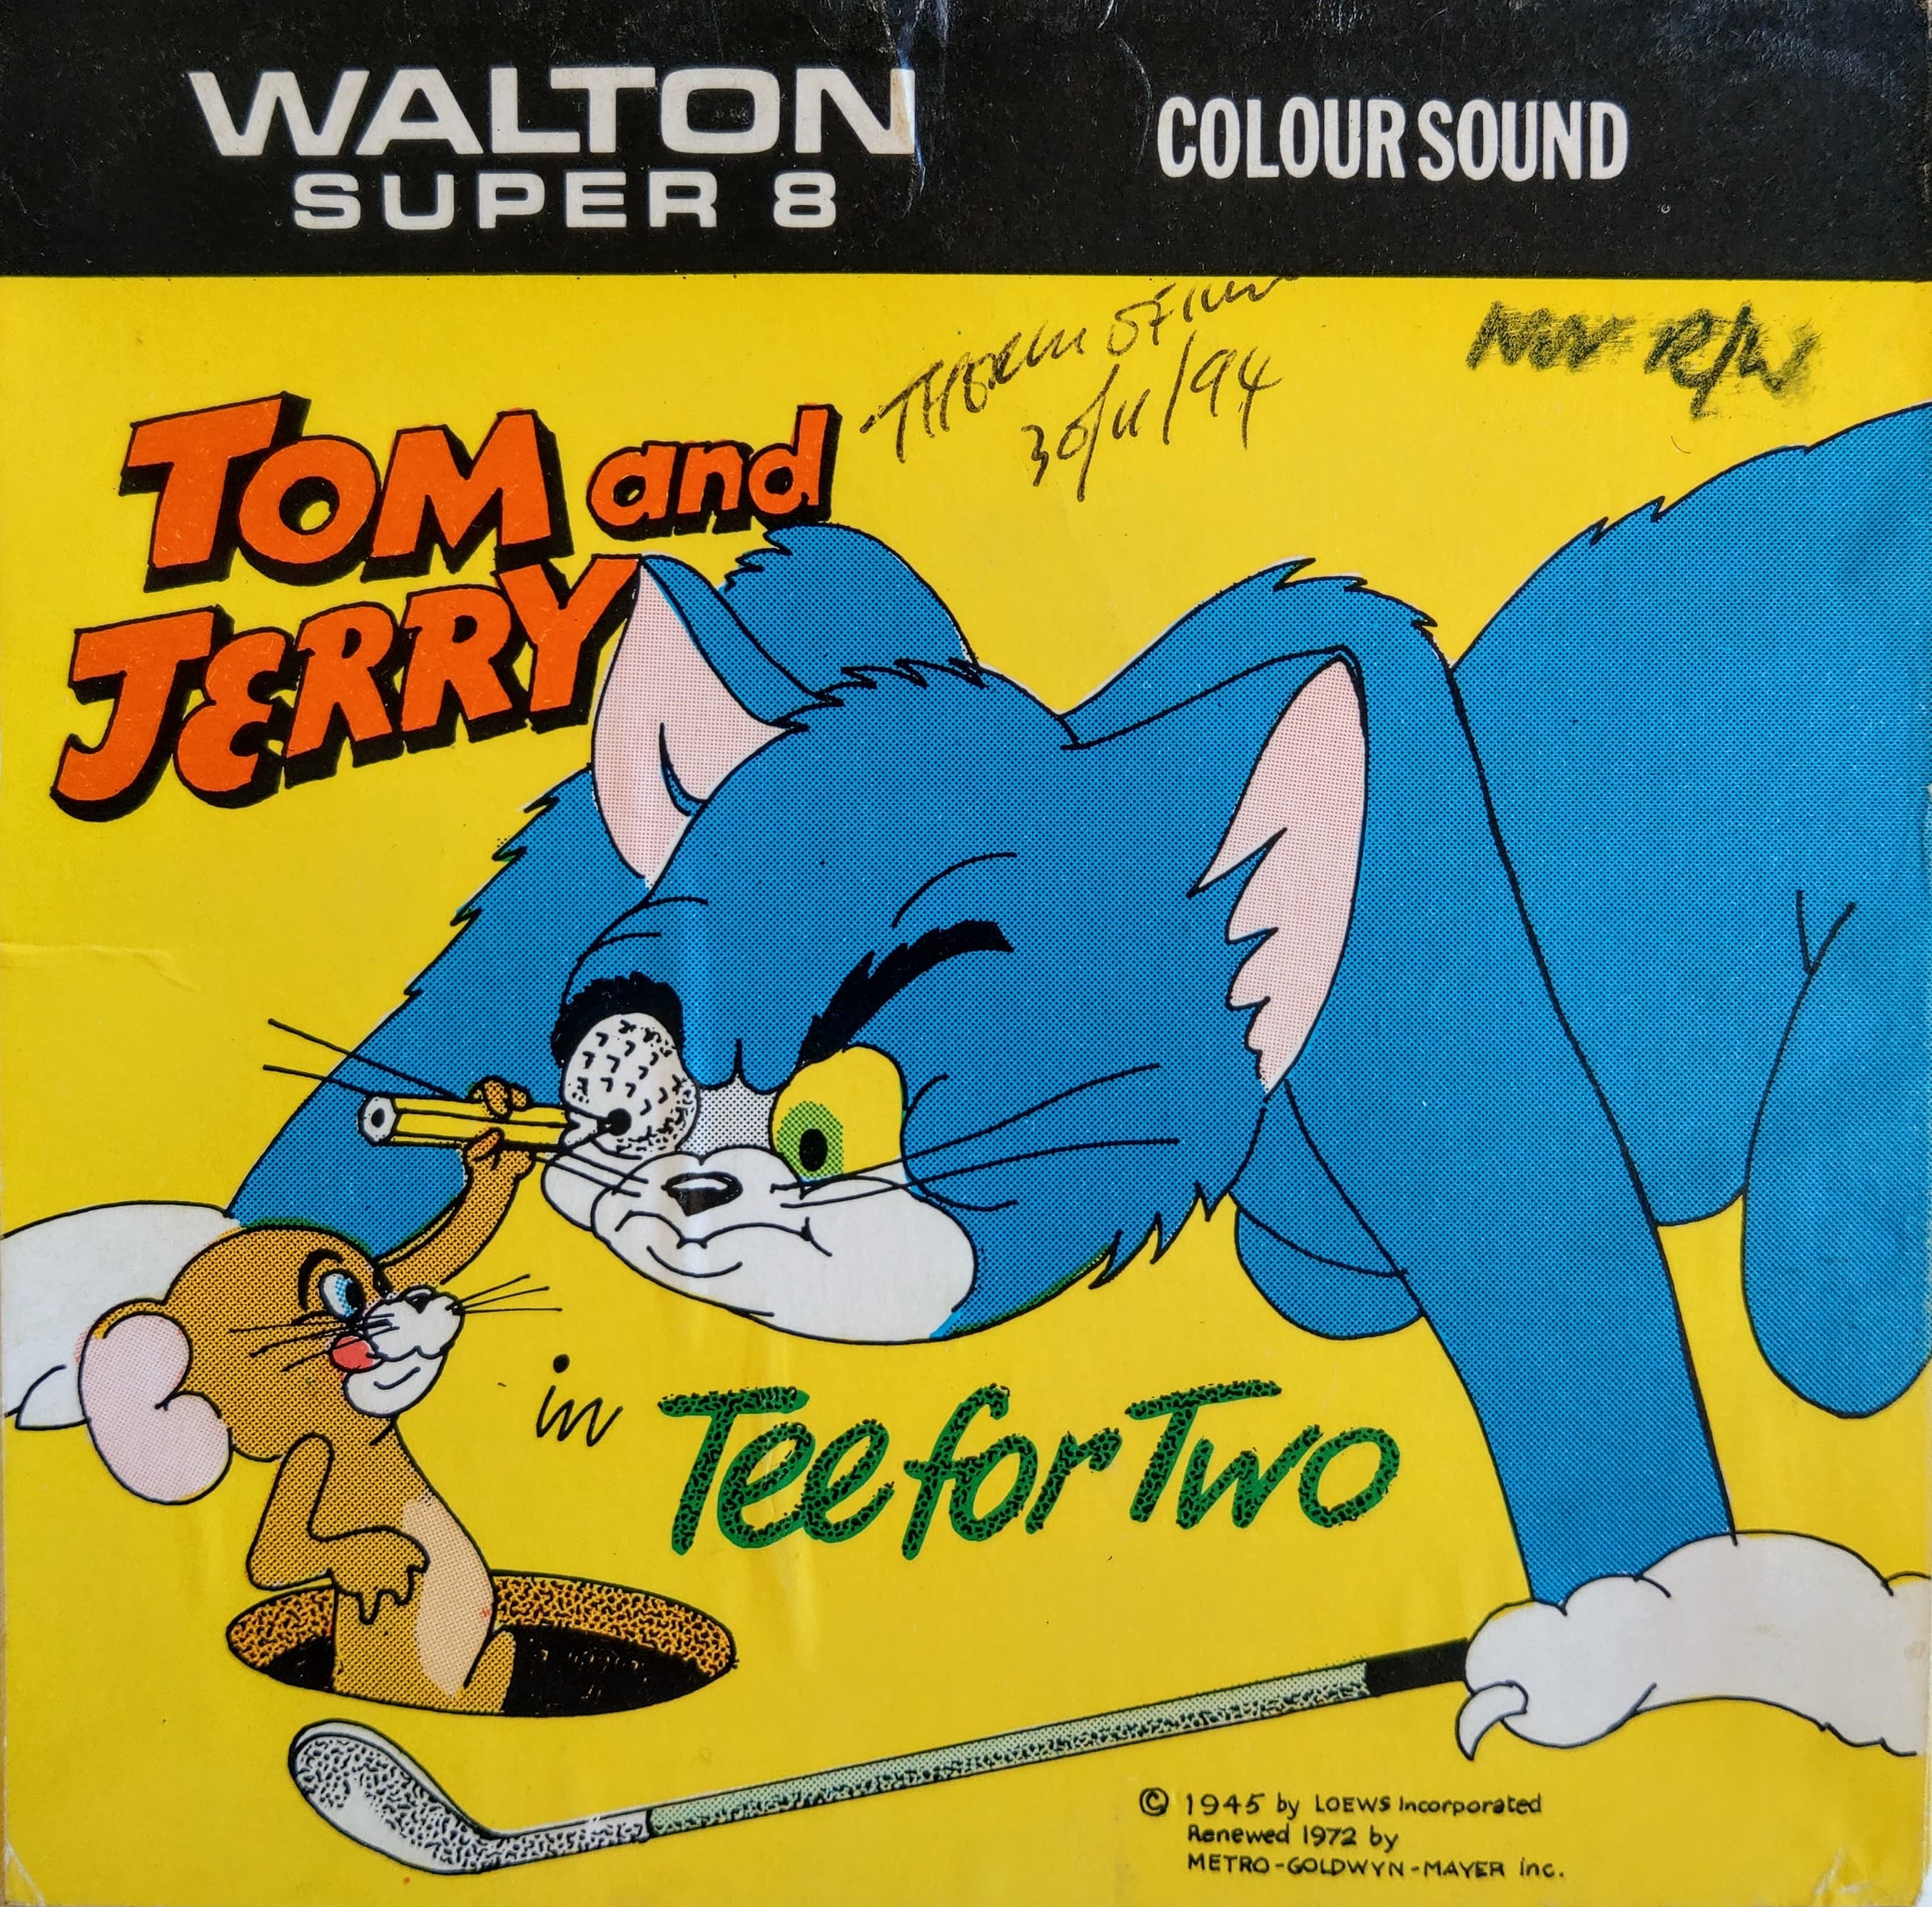 WALTON
SUPER 8
COLOUR SOUND
30/11/94
TOM and
JERRY
in Tee for Two
© 1945 by LOEWS Incorporated
Renewed 1972 by
METRO-GOLDWYN-MAYER inc.